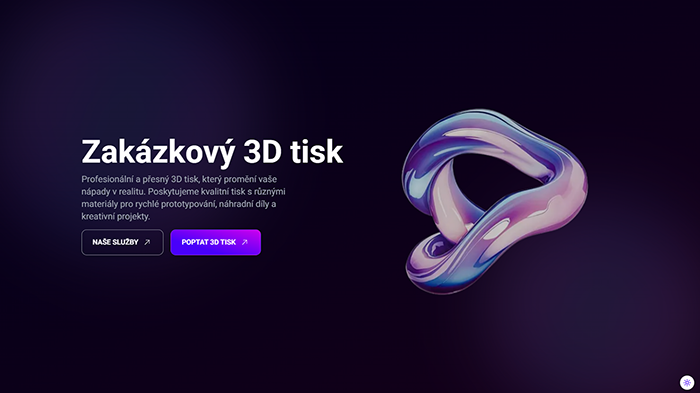 Zakázkový 3D tisk
Profesionální a přesný 3D tisk, který promění vaše
nápady v realitu. Poskytujeme kvalitní tisk s různými
materiály pro rychlé prototypování, náhradní díly a
kreativní projekty.
NAŠE SLUŽBY
POPTAT 3D TISK